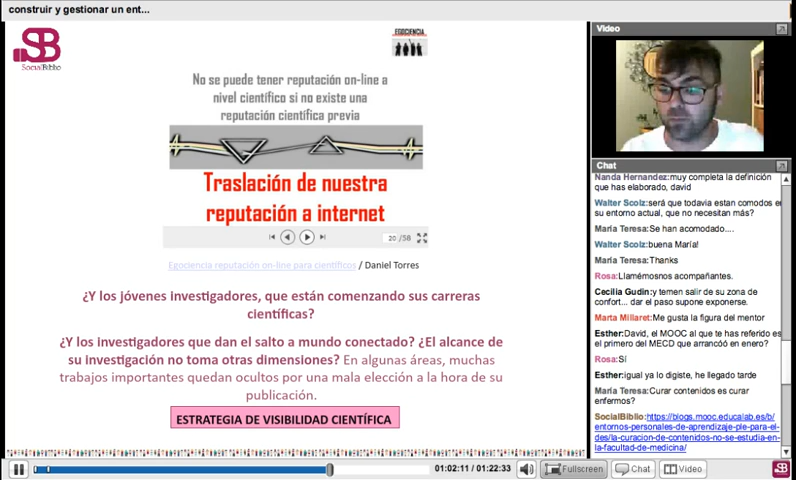 construir y gestionar un ent...
SB
SocialBiblio
EGOCIENCIA
No se puede tener reputación on-line a
nivel científico si no existe una
reputación científica previa
Traslación de nuestra
reputación a internet
20 /58
Egociencia reputación on-line para científicos / Daniel Torres
¿Y los jóvenes investigadores, que están comenzando sus carreras
científicas?
¿Y los investigadores que dan el salto a mundo conectado? ¿El alcance de
su investigación no toma otras dimensiones? En algunas áreas, muchas
trabajos importantes quedan ocultos por una mala elección a la hora de su
publicación.
ESTRATEGIA DE VISIBILIDAD CIENTÍFICA
Video
Chat
Nanda Hernandez:muy completa la definición
que has elaborado, david
Walter Scolz:será que todavia estan comodos e
su entorno actual, que no necesitan más?
María Teresa:Se han acomodado....
Walter Scolz:buena María!
María Teresa:Thanks
Rosa:Llamémosnos acompañantes.
Cecilia Gudin:y temen salir de su zona de
confort... dar el paso supone exponerse.
Marta Millaret:Me gusta la figura del mentor
Esther:David, el MOOC al que te has referido es
el primero del MECD que arrancóó en enero?
Rosa:Sí
Esther:igual ya lo digiste, he llegado tarde
María Teresa:Curar contenidos es curar
enfermos?
SocialBiblio:https://blogs.mooc.educalab.es/b/
entornos-personales-de-aprendizaje-ple-para-el-
des/la-curacion-de-contenidos-no-se-estudia-en-
la-facultad-de-medicina/
01:02:11 / 01:22:33
Fullscreen
Chat
Video
SB